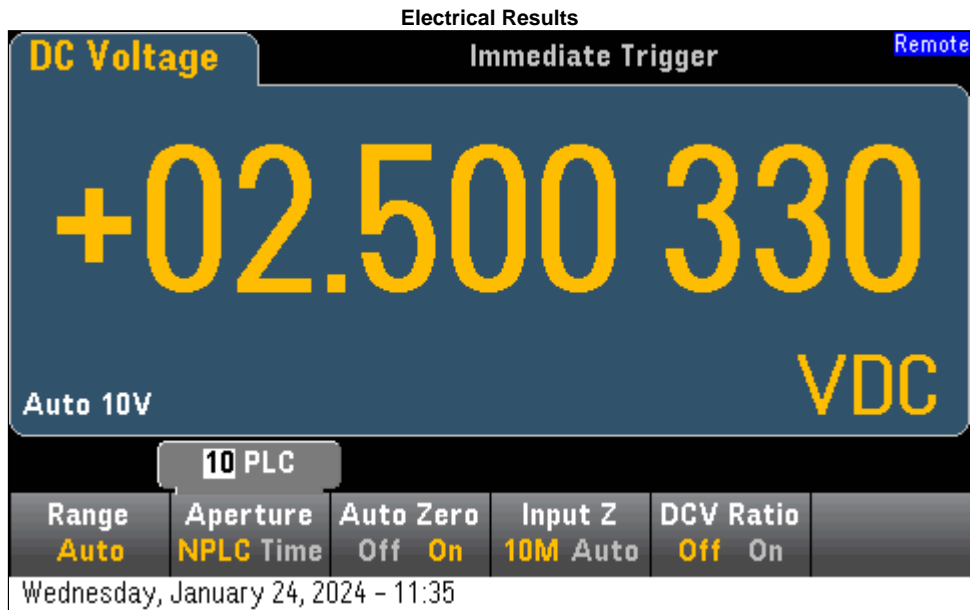 Electrical Results
DC Voltage Immediate Trigger Remote
+02.500 330
VDC
Auto 10V
10 PLC
Range Aperture Auto Zero Input Z DCV Ratio
Auto NPLC Time Off On 10M Auto Off On
Wednesday, January 24, 2024 – 11:35